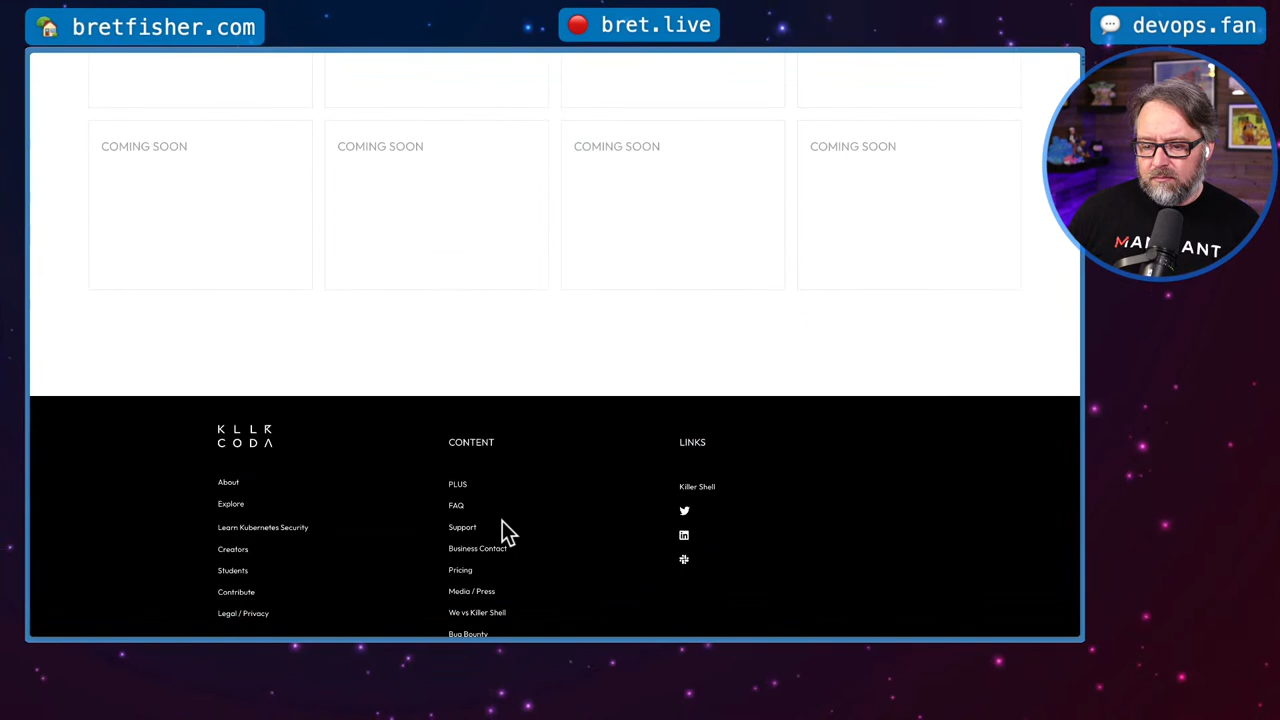 bretfisher.com
bret.live
devops.fan
COMING SOON
COMING SOON
COMING SOON
COMING SOON
KLLR
CODA
About
Explore
Learn Kubernetes Security
Creators
Students
Contribute
Legal / Privacy
CONTENT
PLUS
FAQ
Support
Business Contact
Pricing
Media / Press
We vs Killer Shell
Bug Bounty
LINKS
Killer Shell